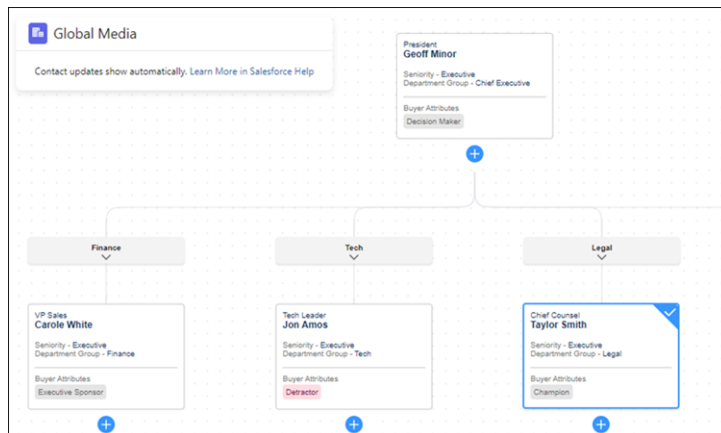 Global Media
Contact updates show automatically. Learn More in Salesforce Help
President
Geoff Minor
Seniority - Executive
Department Group - Chief Executive
Buyer Attributes
Decision Maker
Finance
Tech
Legal
VP Sales
Carole White
Seniority - Executive
Department Group - Finance
Buyer Attributes
Executive Sponsor
Tech Leader
Jon Amos
Seniority - Executive
Department Group - Tech
Buyer Attributes
Detractor
Chief Counsel
Taylor Smith
Seniority - Executive
Department Group - Legal
Buyer Attributes
Champion